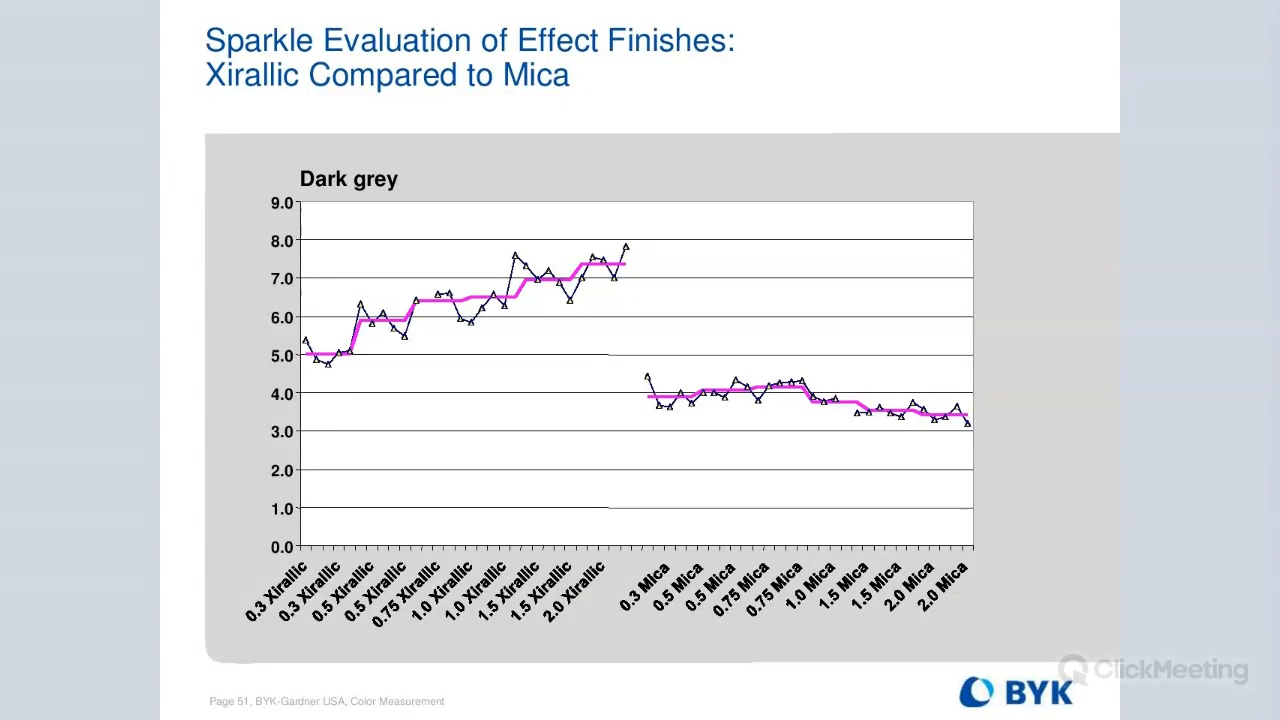 Sparkle Evaluation of Effect Finishes:
Xirallic Compared to Mica
Dark grey
9.0
8.0
7.0
6.0
5.0
4.0
3.0
2.0
1.0
0.0
0.3 Xirallic
0.3 Xirallic
0.5 Xirallic
0.5 Xirallic
0.75 Xirallic
1.0 Xirallic
1.0 Xirallic
1.5 Xirallic
1.5 Xirallic
2.0 Xirallic
0.3 Mica
0.5 Mica
0.5 Mica
0.75 Mica
0.75 Mica
1.0 Mica
1.5 Mica
1.5 Mica
2.0 Mica
2.0 Mica
ClickMeeting
Page 51, BYK-Gardner USA, Color Measurement
BYK